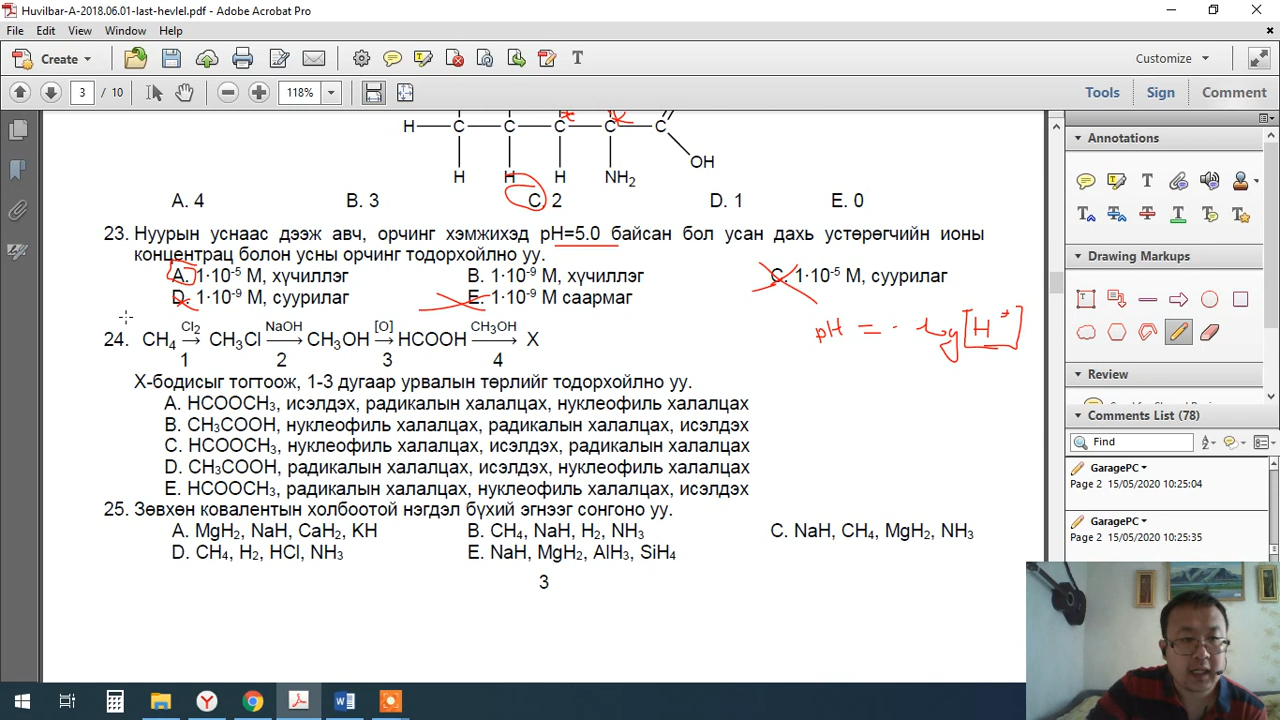 Huvilbar-A-2018.06.01-last-hevlel.pdf - Adobe Acrobat Pro
File Edit View Window Help
Create Customize
3 / 10 118% Tools Sign Comment
H C C C C C
OH
H H H NH2
A. 4 B. 3 C 2 D. 1 E. 0
23. Нуурын уснаас дээж авч, орчинг хэмжихэд pH=5.0 байсан бол усан дахь устөрөгчийн ионы
концентрац болон усны орчинг тодорхойлно уу.
A. 1·10-5 M, хүчиллэг B. 1·10-9 M, хүчиллэг C. 1·10-5 M, суурилаг
D. 1·10-9 M, суурилаг E. 1·10-9 M саармаг
pH = - log[H+]
Cl2 NaOH [O] CH3OH
24. CH4 → CH3Cl → CH3OH → HCOOH → X
1 2 3 4
X-бодисыг тогтоож, 1-3 дугаар урвалын төрлийг тодорхойлно уу.
A. HCOOCH3, исэлдэх, радикалын халалцах, нуклеофиль халалцах
B. CH3COOH, нуклеофиль халалцах, радикалын халалцах, исэлдэх
C. HCOOCH3, нуклеофиль халалцах, исэлдэх, радикалын халалцах
D. CH3COOH, радикалын халалцах, исэлдэх, нуклеофиль халалцах
E. HCOOCH3, радикалын халалцах, нуклеофиль халалцах, исэлдэх
25. Зөвхөн ковалентын холбоотой нэгдэл бүхий эгнээг сонгоно уу.
A. MgH2, NaH, CaH2, KH B. CH4, NaH, H2, NH3 C. NaH, CH4, MgH2, NH3
D. CH4, H2, HCl, NH3 E. NaH, MgH2, AlH3, SiH4
3
Annotations
Drawing Markups
Review
Comments List (78)
Find
GaragePC
Page 2 15/05/2020 10:25:04
GaragePC
Page 2 15/05/2020 10:25:35